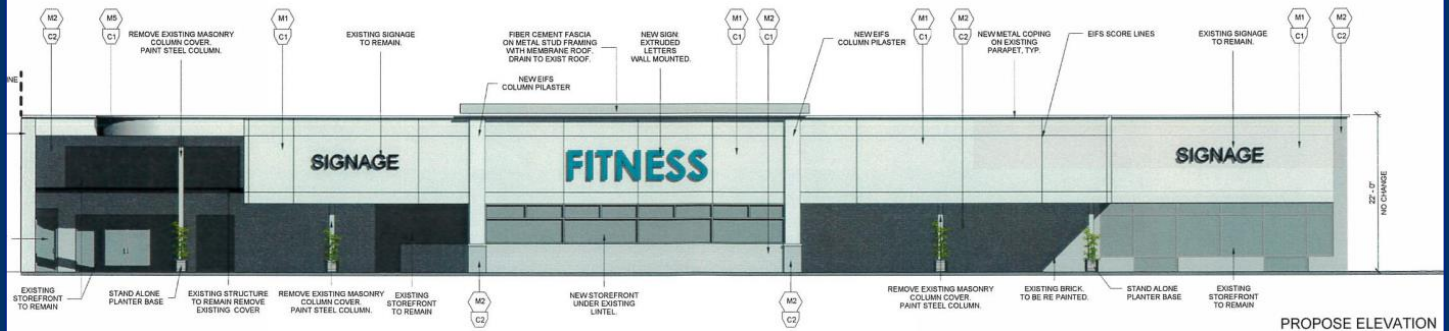 M2
C2
M5
C1
REMOVE EXISTING MASONRY
COLUMN COVER.
PAINT STEEL COLUMN.
M1
C1
EXISTING SIGNAGE
TO REMAIN.
FIBER CEMENT FASCIA
ON METAL STUD FRAMING
WITH MEMBRANE ROOF.
DRAIN TO EXIST ROOF.
NEW SIGN:
EXTRUDED
LETTERS
WALL MOUNTED.
M1
C1
M2
C1
NEW EIFS
COLUMN PILASTER
M1
C1
M2
C2
NEW METAL COPING
ON EXISTING
PARAPET, TYP.
EIFS SCORE LINES
EXISTING SIGNAGE
TO REMAIN.
M1
C1
M2
C2
NEW EIFS
COLUMN PILASTER
NE
SIGNAGE
FITNESS
SIGNAGE
22' - 0"
NO CHANGE
EXISTING
STOREFRONT
TO REMAIN
STAND ALONE
PLANTER BASE
EXISTING STRUCTURE
TO REMAIN REMOVE
EXISTING COVER
REMOVE EXISTING MASONRY
COLUMN COVER.
PAINT STEEL COLUMN.
EXISTING
STOREFRONT
TO REMAIN
M2
C2
NEW STOREFRONT
UNDER EXISTING
LINTEL.
M2
C2
REMOVE EXISTING MASONRY
COLUMN COVER.
PAINT STEEL COLUMN.
EXISTING BRICK.
TO BE RE PAINTED.
STAND ALONE
PLANTER BASE
EXISTING
STOREFRONT
TO REMAIN
PROPOSE ELEVATION